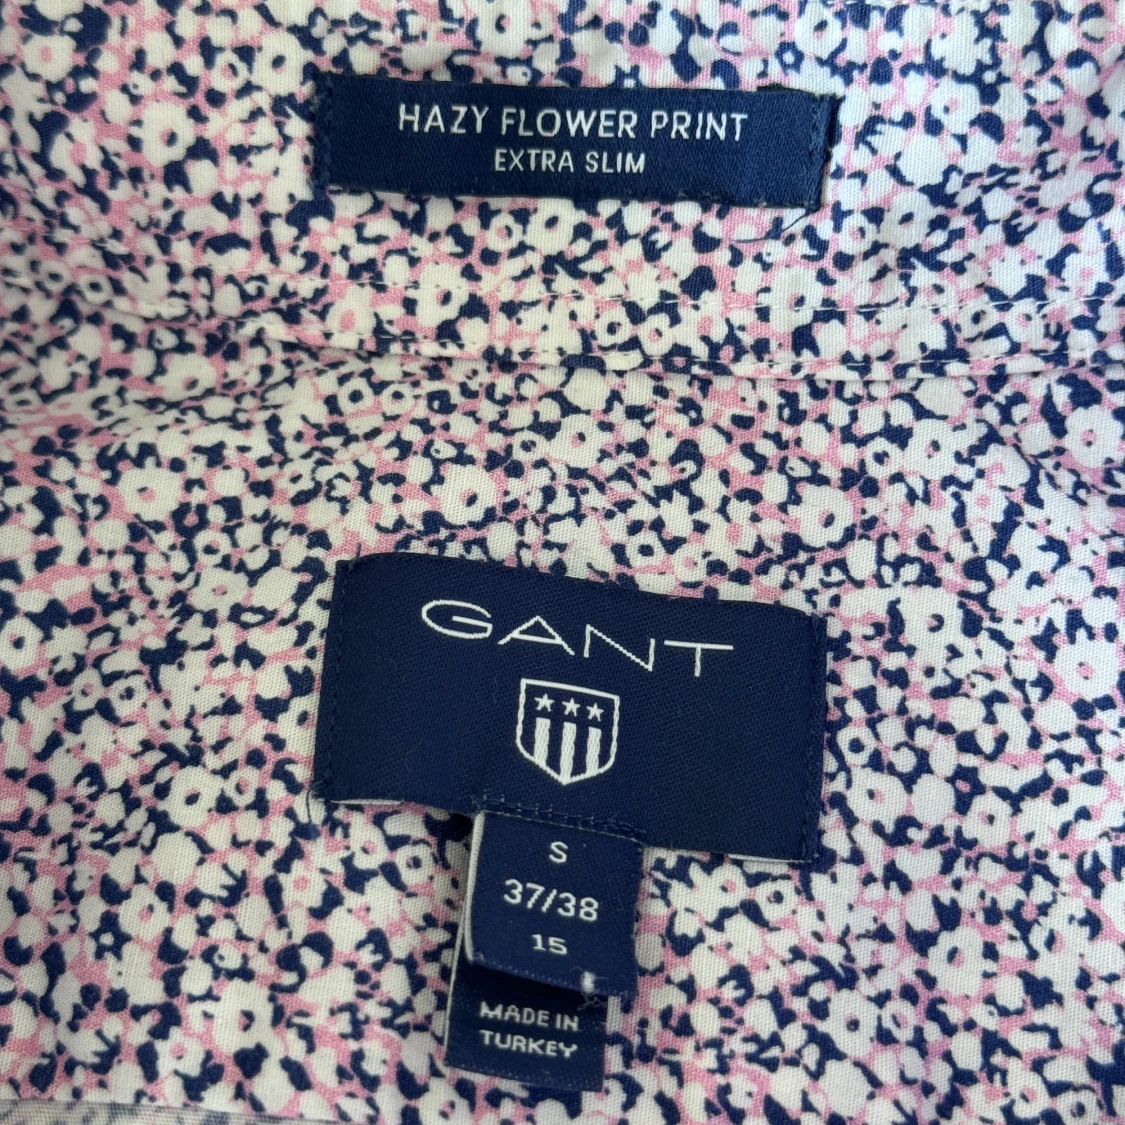 HAZY FLOWER PRINT
EXTRA SLIM
GANT
S
37/38
15
MADE IN
TURKEY